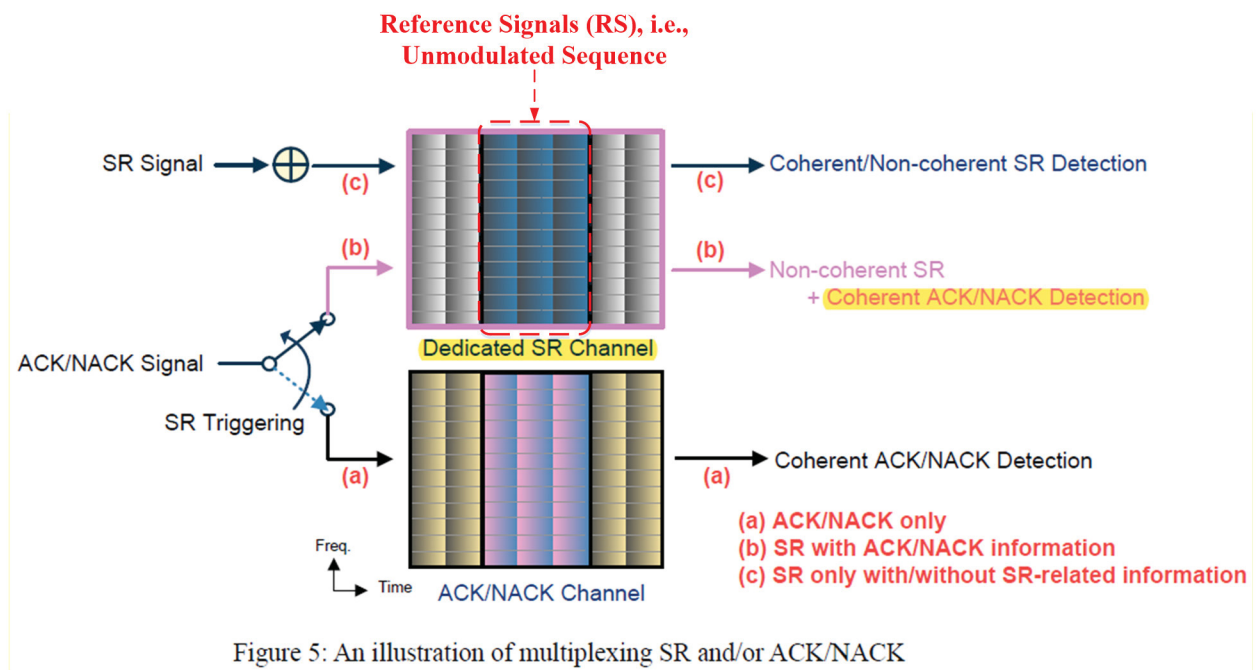 Reference Signals (RS), i.e.,
Unmodulated Sequence
SR Signal
(c)
(c)
Coherent/Non-coherent SR Detection
(b)
(b)
Non-coherent SR
+ Coherent ACK/NACK Detection
Dedicated SR Channel
ACK/NACK Signal
SR Triggering
(a)
(a)
Coherent ACK/NACK Detection
(a) ACK/NACK only
(b) SR with ACK/NACK information
(c) SR only with/without SR-related information
Freq.
Time
ACK/NACK Channel
Figure 5: An illustration of multiplexing SR and/or ACK/NACK